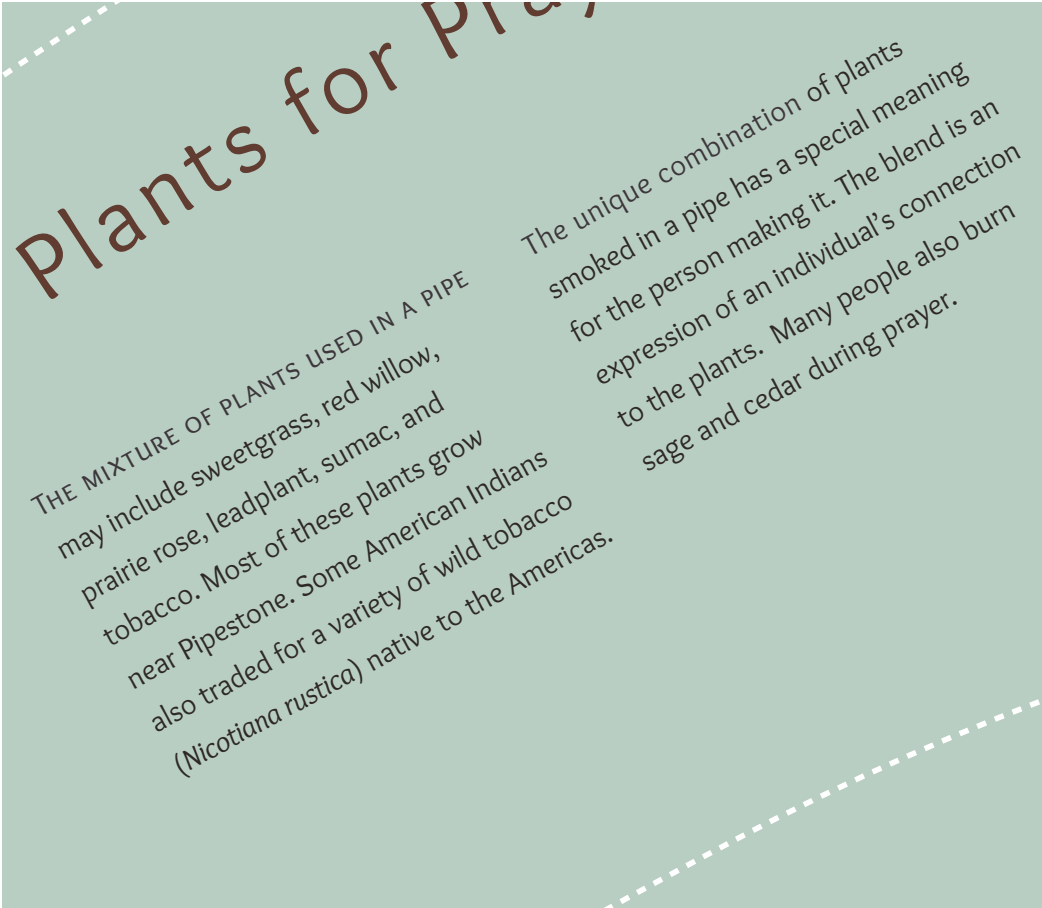 Plants for
The mixture of plants used in a pipe
may include sweetgrass, red willow,
prairie rose, leadplant, sumac, and
tobacco. Most of these plants grow
near Pipestone. Some American Indians
also traded for a variety of wild tobacco
(Nicotiana rustica) native to the Americas.
The unique combination of plants
smoked in a pipe has a special meaning
for the person making it. The blend is an
expression of an individual’s connection
to the plants.  Many people also burn
sage and cedar during prayer.